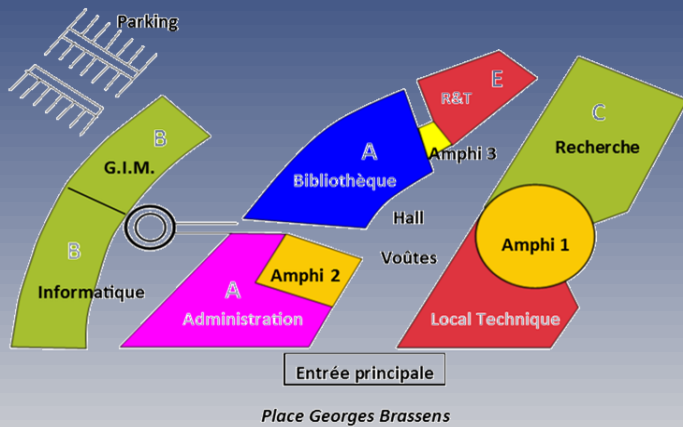 Parking
E
R&T
B
G.I.M.
C
Recherche
A
Bibliothèque
Amphi 3
Hall
Voûtes
Amphi 1
B
Informatique
Amphi 2
A
Administration
Local Technique
Entrée principale
Place Georges Brassens